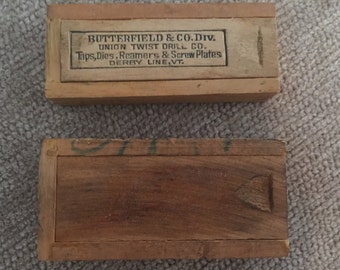 BUTTERFIELD & CO. DIV.
UNION TWIST DRILL CO.
Taps, Dies, Reamers & Screw Plates
DERBY LINE, VT.